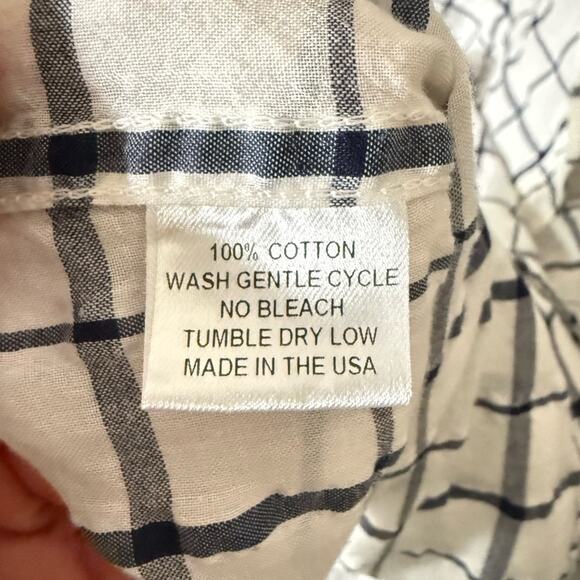 100% COTTON
WASH GENTLE CYCLE
NO BLEACH
TUMBLE DRY LOW
MADE IN THE USA